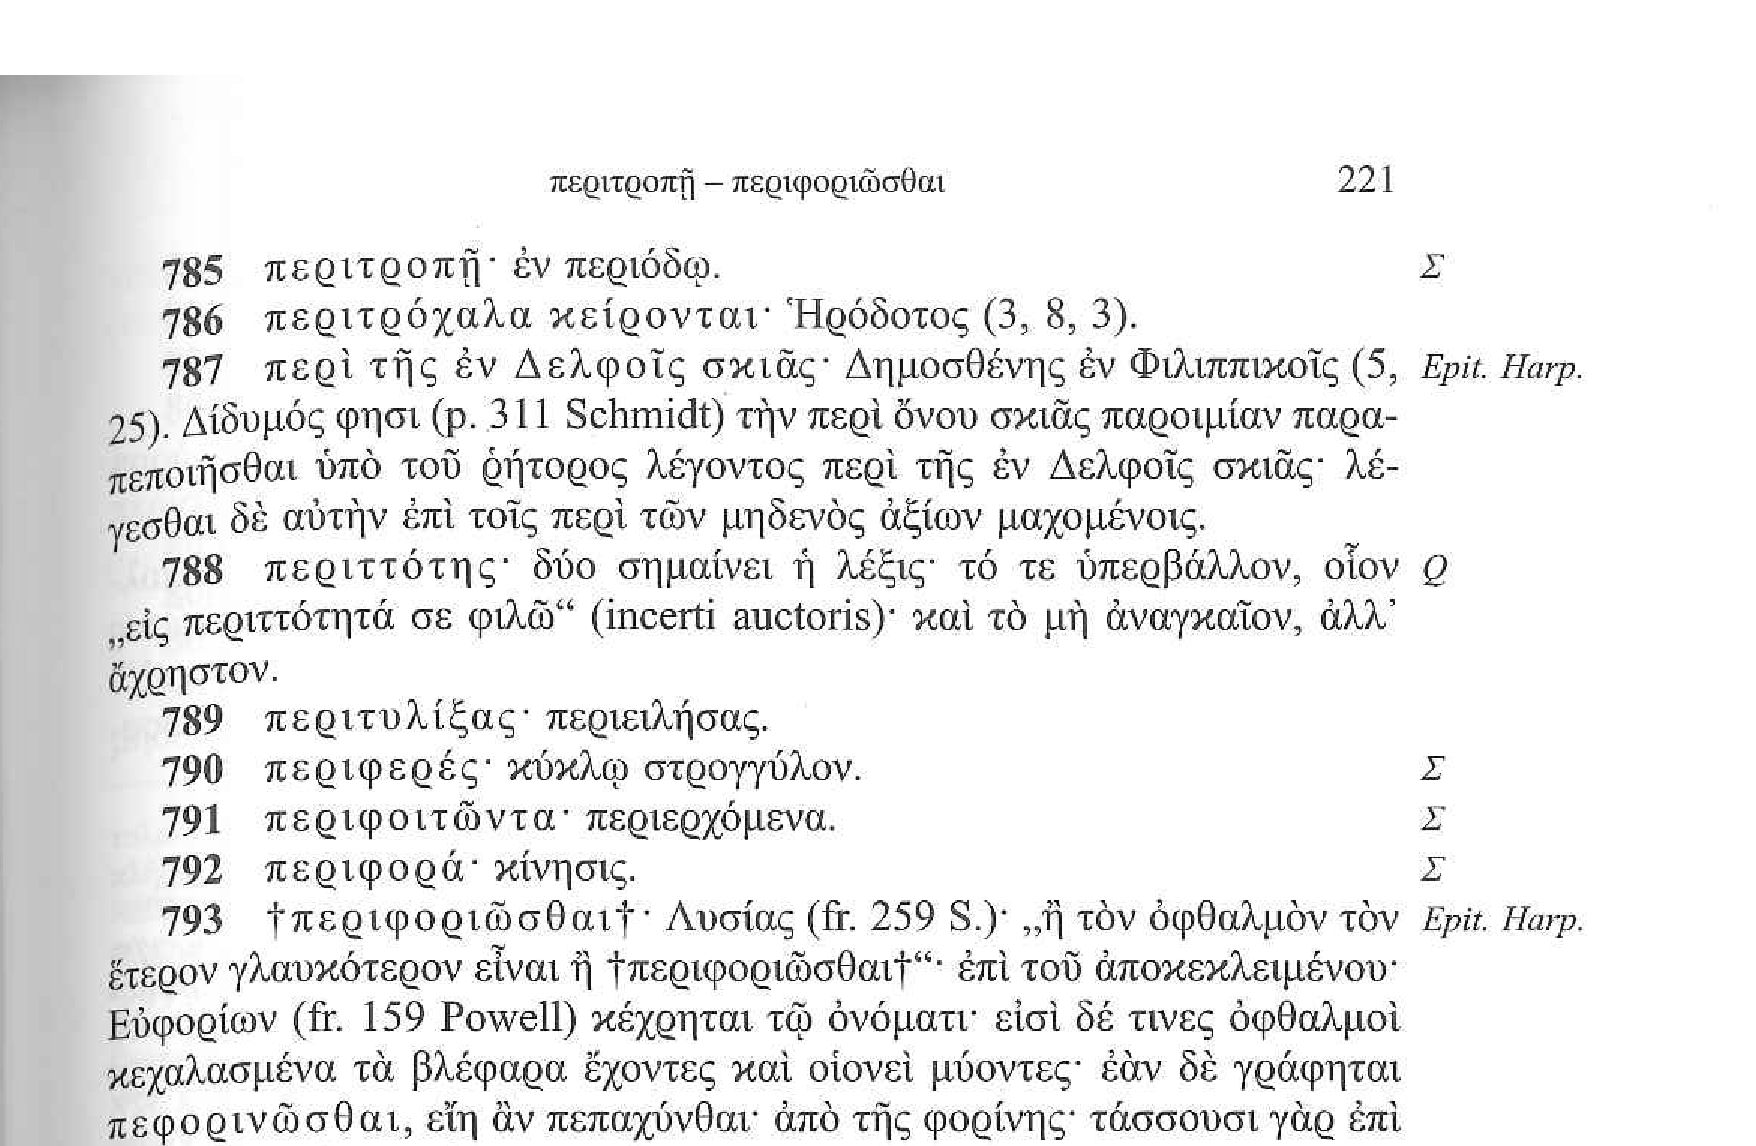 περιτροπῇ – περιφοριῶσθαι 221
785 περιτροπῇ· ἐν περιόδῳ. Σ
786 περιτρόχαλα κείρονται· Ἡρόδοτος (3, 8, 3).
787 περὶ τῆς ἐν Δελφοῖς σκιᾶς· Δημοσθένης ἐν Φιλιππικοῖς (5, Epit. Harp.
25). Δίδυμός φησι (p. 311 Schmidt) τὴν περὶ ὄνου σκιᾶς παροιμίαν παρα-
πεποιῆσθαι ὑπὸ τοῦ ῥήτορος λέγοντος περὶ τῆς ἐν Δελφοῖς σκιᾶς· λέ-
γεσθαι δὲ αὐτὴν ἐπὶ τοῖς περὶ τῶν μηδενὸς ἀξίων μαχομένοις.
788 περιττότης· δύο σημαίνει ἡ λέξις· τό τε ὑπερβάλλον, οἷον Q
„εἰς περιττότητά σε φιλῶ“ (incerti auctoris)· καὶ τὸ μὴ ἀναγκαῖον, ἀλλ’
ἄχρηστον.
789 περιτυλίξας· περιειλήσας.
790 περιφερές· κύκλῳ στρογγύλον. Σ
791 περιφοιτῶντα· περιερχόμενα. Σ
792 περιφορά· κίνησις. Σ
793 †περιφοριῶσθαι†· Λυσίας (fr. 259 S.)· „ἢ τὸν ὀφθαλμὸν τὸν Epit. Harp.
ἕτερον γλαυκότερον εἶναι ἢ †περιφοριῶσθαι†“· ἐπὶ τοῦ ἀποκεκλειμένου·
Εὐφορίων (fr. 159 Powell) κέχρηται τῷ ὀνόματι· εἰσὶ δέ τινες ὀφθαλμοὶ
κεχαλασμένα τὰ βλέφαρα ἔχοντες καὶ οἱονεὶ μύοντες· ἐὰν δὲ γράφηται
πεφορινῶσθαι, εἴη ἂν πεπαχύνθαι· ἀπὸ τῆς φορίνης· τάσσουσι γὰρ ἐπὶ